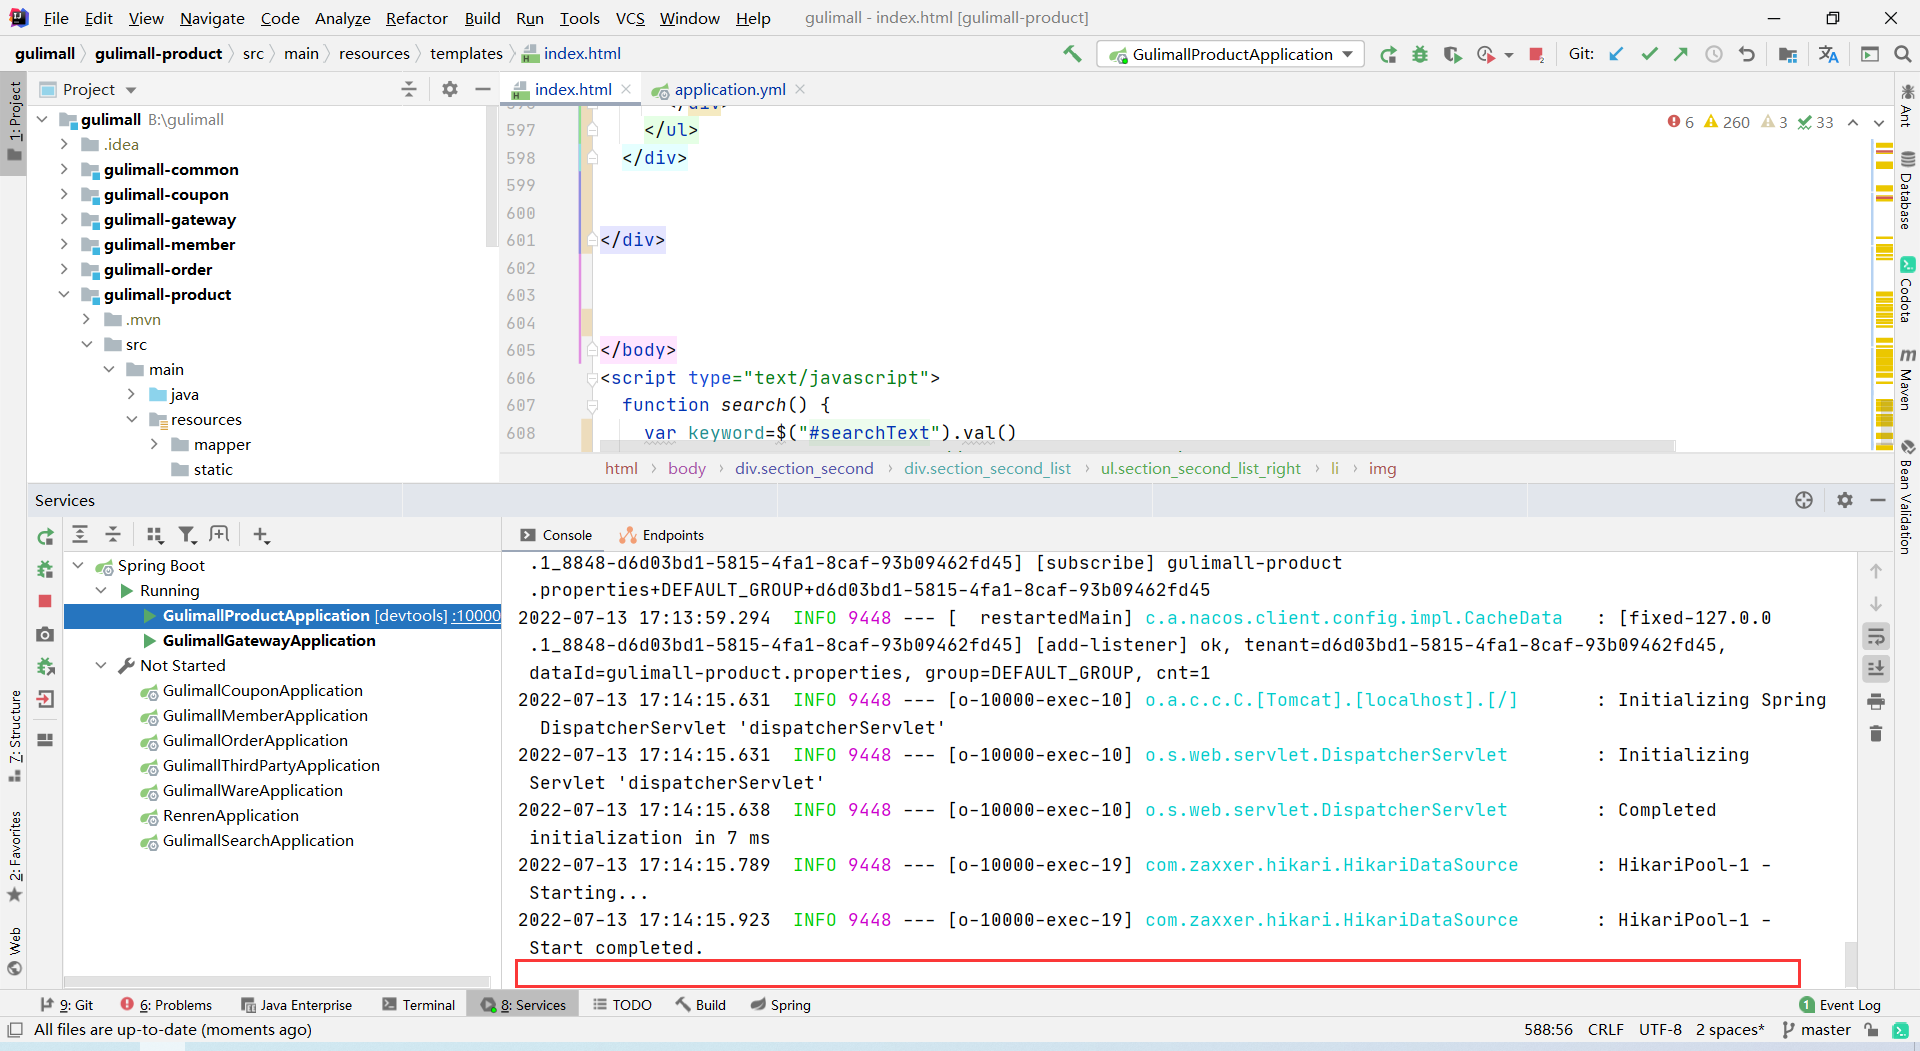 File Edit View Navigate Code Analyze Refactor Build Run Tools VCS Window Help gulimall - index.html [gulimall-product]
gulimall gulimall-product src main resources templates index.html GulimallProductApplication Git:
Project index.html application.yml
1: Project
gulimall B:\gulimall
.idea
gulimall-common
gulimall-coupon
gulimall-gateway
gulimall-member
gulimall-order
gulimall-product
.mvn
src
main
java
resources
mapper
static
6 260 3 33
597 </ul>
598 </div>
599
600
601 </div>
602
603
604
605 </body>
606 <script type="text/javascript">
607 function search() {
608 var keyword=$("#searchText").val()
html body div.section_second div.section_second_list ul.section_second_list_right li img
Ant
Database
Codota
Maven
Bean Validation
Services
Spring Boot
Running
GulimallProductApplication [devtools] :10000
GulimallGatewayApplication
Not Started
GulimallCouponApplication
GulimallMemberApplication
GulimallOrderApplication
GulimallThirdPartyApplication
GulimallWareApplication
RenrenApplication
GulimallSearchApplication
7: Structure
2: Favorites
Web
Console Endpoints
.1_8848-d6d03bd1-5815-4fa1-8caf-93b09462fd45] [subscribe] gulimall-product
.properties+DEFAULT_GROUP+d6d03bd1-5815-4fa1-8caf-93b09462fd45
2022-07-13 17:13:59.294 INFO 9448 --- [ restartedMain] c.a.nacos.client.config.impl.CacheData : [fixed-127.0.0
.1_8848-d6d03bd1-5815-4fa1-8caf-93b09462fd45] [add-listener] ok, tenant=d6d03bd1-5815-4fa1-8caf-93b09462fd45,
dataId=gulimall-product.properties, group=DEFAULT_GROUP, cnt=1
2022-07-13 17:14:15.631 INFO 9448 --- [o-10000-exec-10] o.a.c.c.C.[Tomcat].[localhost].[/] : Initializing Spring
DispatcherServlet 'dispatcherServlet'
2022-07-13 17:14:15.631 INFO 9448 --- [o-10000-exec-10] o.s.web.servlet.DispatcherServlet : Initializing
Servlet 'dispatcherServlet'
2022-07-13 17:14:15.638 INFO 9448 --- [o-10000-exec-10] o.s.web.servlet.DispatcherServlet : Completed
initialization in 7 ms
2022-07-13 17:14:15.789 INFO 9448 --- [o-10000-exec-19] com.zaxxer.hikari.HikariDataSource : HikariPool-1 -
Starting...
2022-07-13 17:14:15.923 INFO 9448 --- [o-10000-exec-19] com.zaxxer.hikari.HikariDataSource : HikariPool-1 -
Start completed.
9: Git 6: Problems Java Enterprise Terminal 8: Services TODO Build Spring 1 Event Log
All files are up-to-date (moments ago) 588:56 CRLF UTF-8 2 spaces* master